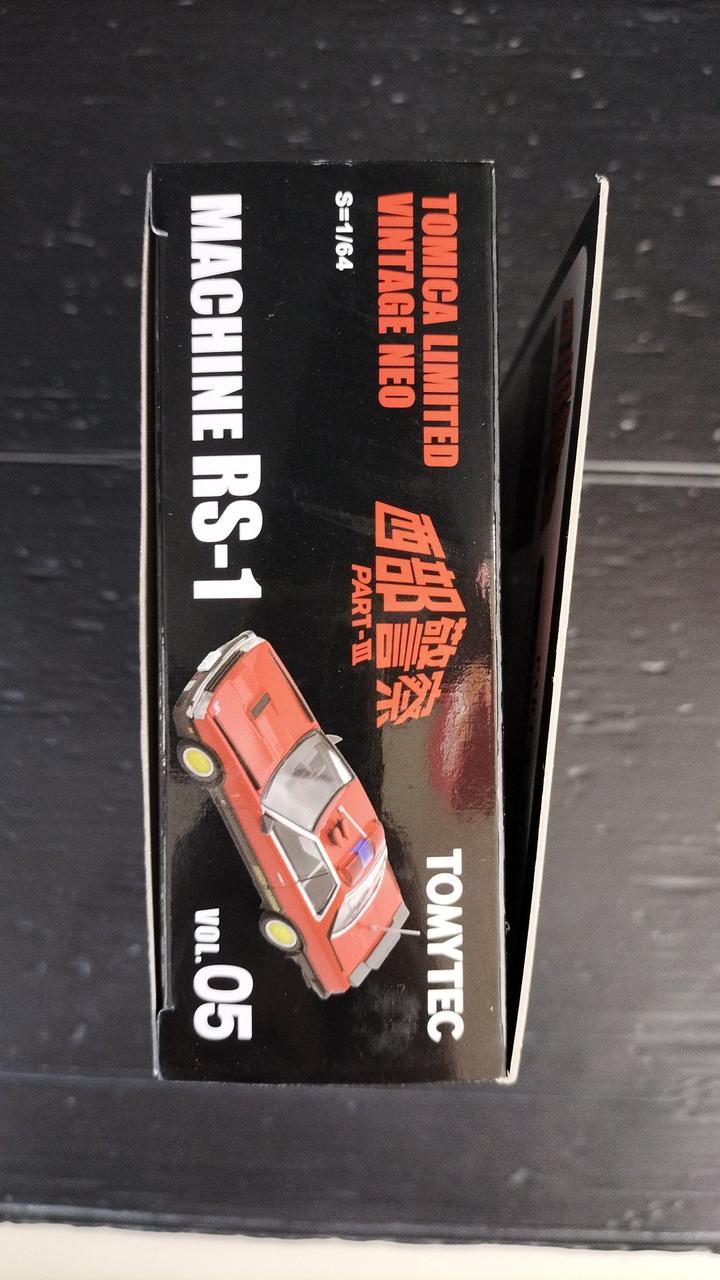 TOMICA LIMITED
VINTAGE NEO
S=1/64
西部警察
PART-III
TOMYTEC
MACHINE RS-1
VOL.05